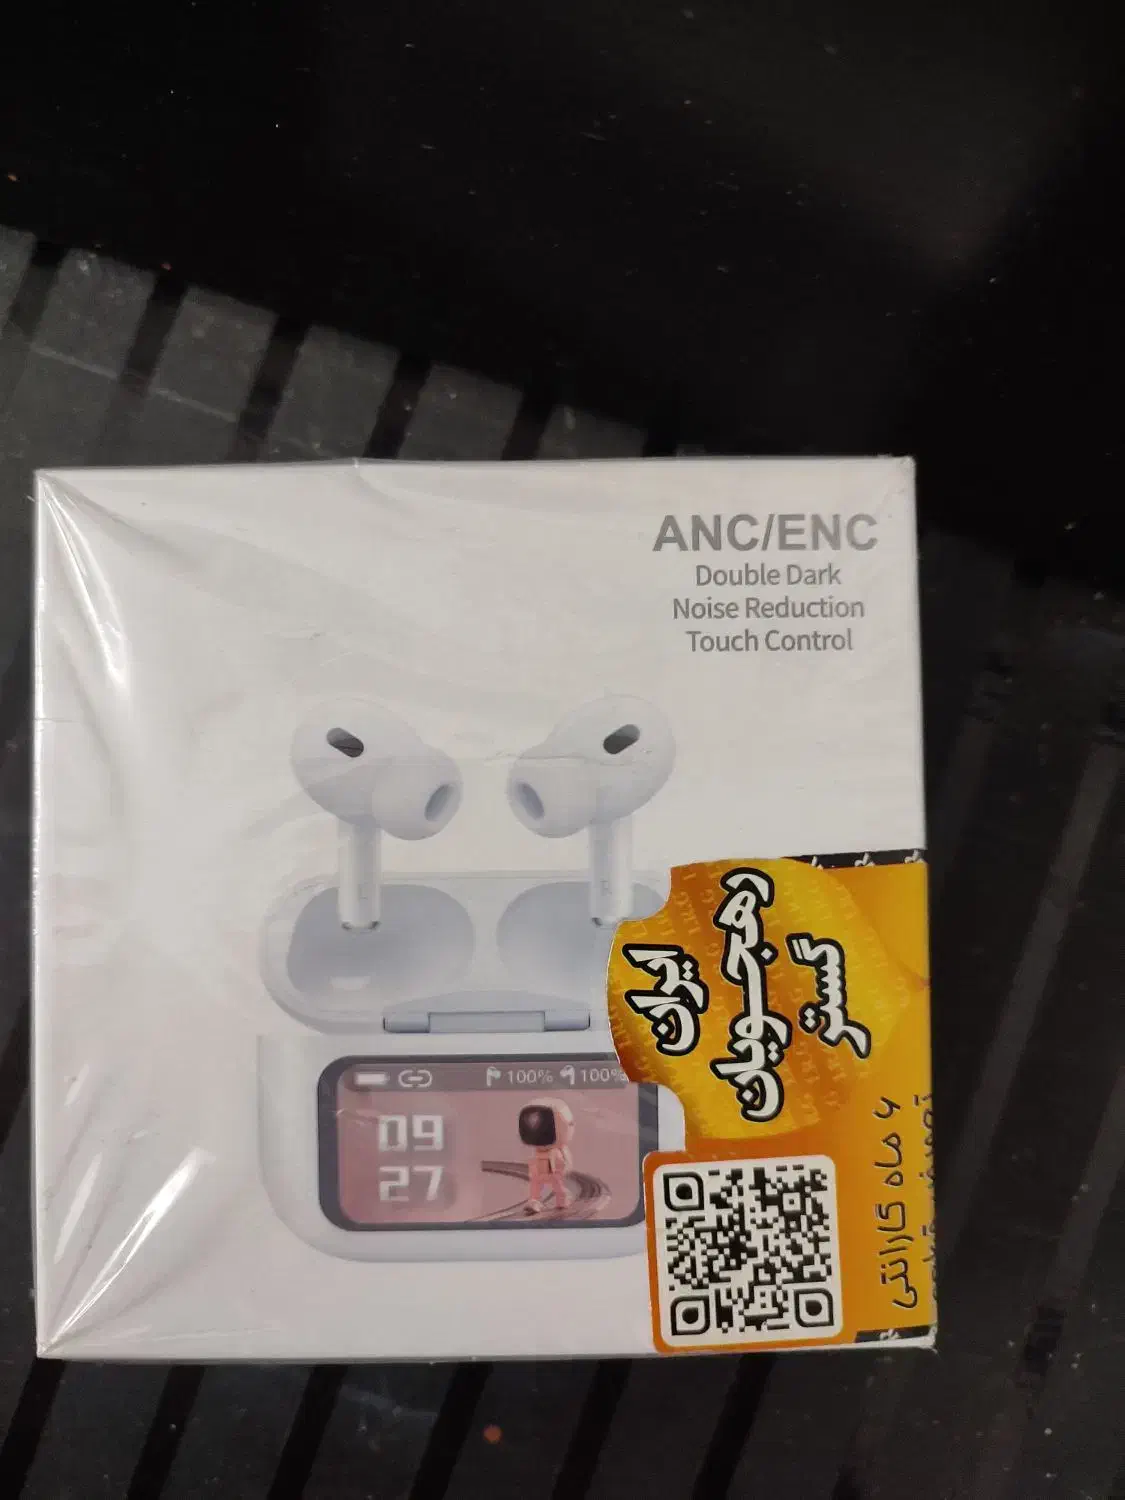 ANC/ENC
Double Dark
Noise Reduction
Touch Control
100% 100%
09
27
ایران
رهجویان
گستر
۶ ماه گارانتی